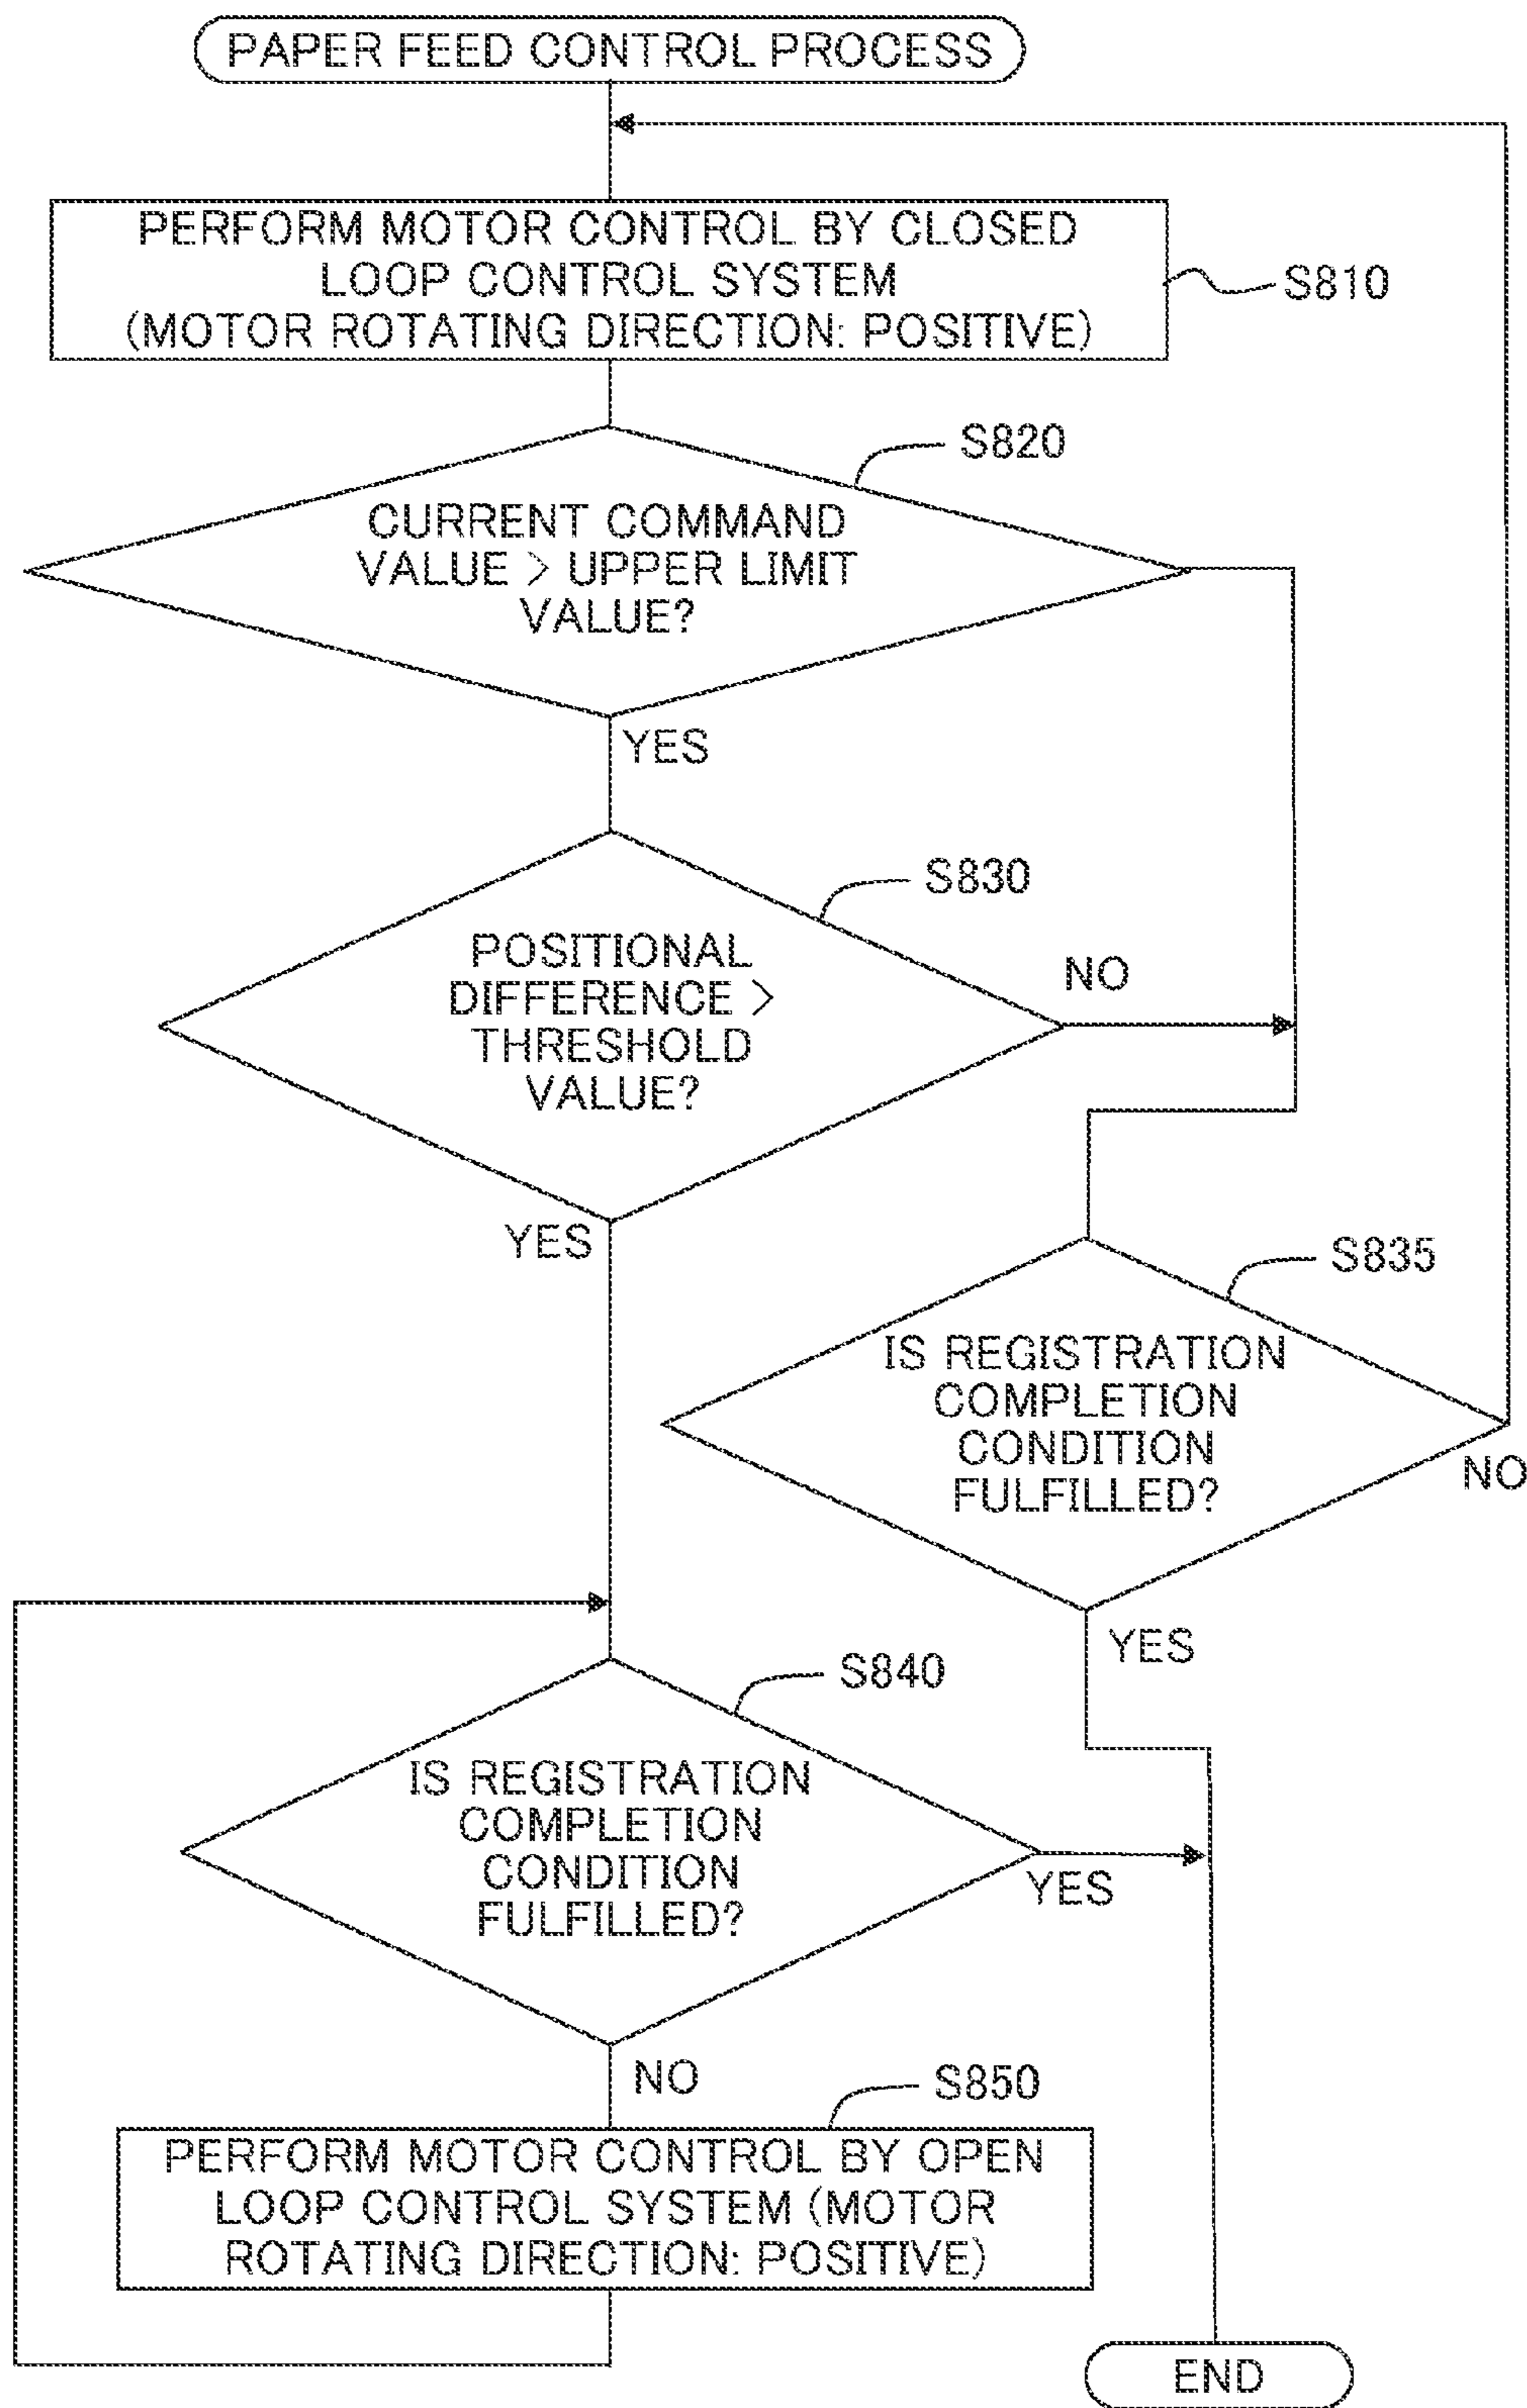 PAPER FEED CONTROL PROCESS
PERFORM MOTOR CONTROL BY CLOSED
LOOP CONTROL SYSTEM
(MOTOR ROTATING DIRECTION: POSITIVE)
S810
S820
CURRENT COMMAND
VALUE > UPPER LIMIT
VALUE?
YES
S830
POSITIONAL
DIFFERENCE >
THRESHOLD
VALUE?
NO
YES
S835
IS REGISTRATION
COMPLETION
CONDITION
FULFILLED?
NO
YES
S840
IS REGISTRATION
COMPLETION
CONDITION
FULFILLED?
YES
NO
S850
PERFORM MOTOR CONTROL BY OPEN
LOOP CONTROL SYSTEM (MOTOR
ROTATING DIRECTION: POSITIVE)
END